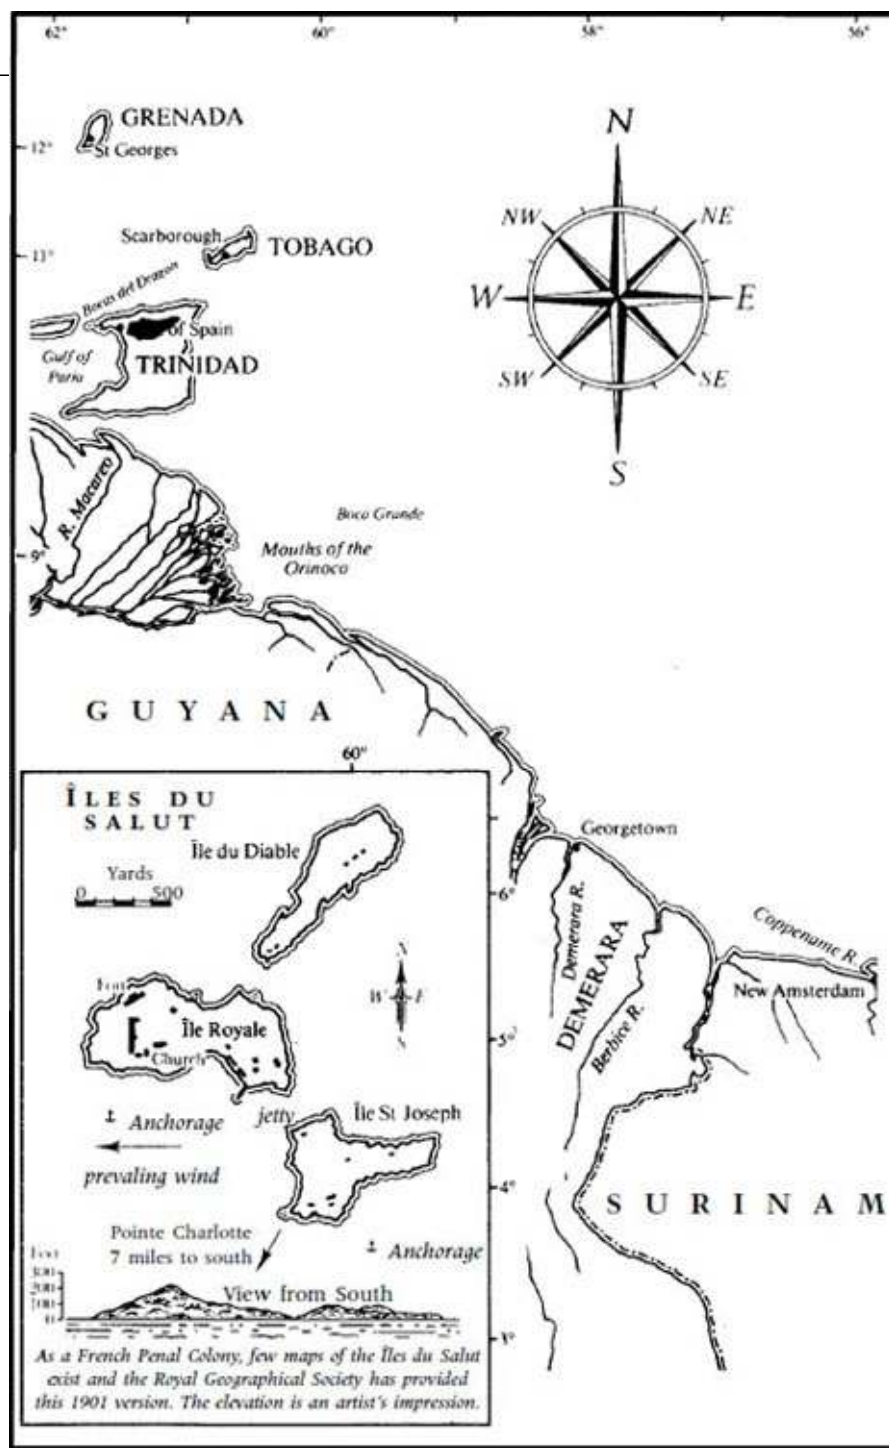 62°
60°
58°
56°
GRENADA
St Georges
12°
N
NW
NE
Scarborough
TOBAGO
11°
Bocas del Dragon
W
E
of Spain
Gulf of
Paria
TRINIDAD
SW
SE
S
R. Macareo
Boca Grande
9°
Mouths of the
Orinoco
GUYANA
60°
ÎLES DU
SALUT
Île du Diable
Yards
0 500
Georgetown
6°
Demerara R.
DEMERARA
Berbice R.
Coppename R.
New Amsterdam
N
W E
S
Île Royale
Church
5°
Anchorage
jetty
Île St Joseph
prevaling wind
4°
SURINAM
Pointe Charlotte
7 miles to south
Anchorage
View from South
As a French Penal Colony, few maps of the Îles du Salut
exist and the Royal Geographical Society has provided
this 1901 version. The elevation is an artist's impression.